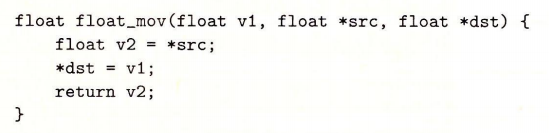 float float_mov(float v1, float *src, float *dst) {
    float v2 = *src;
    *dst = v1;
    return v2;
}